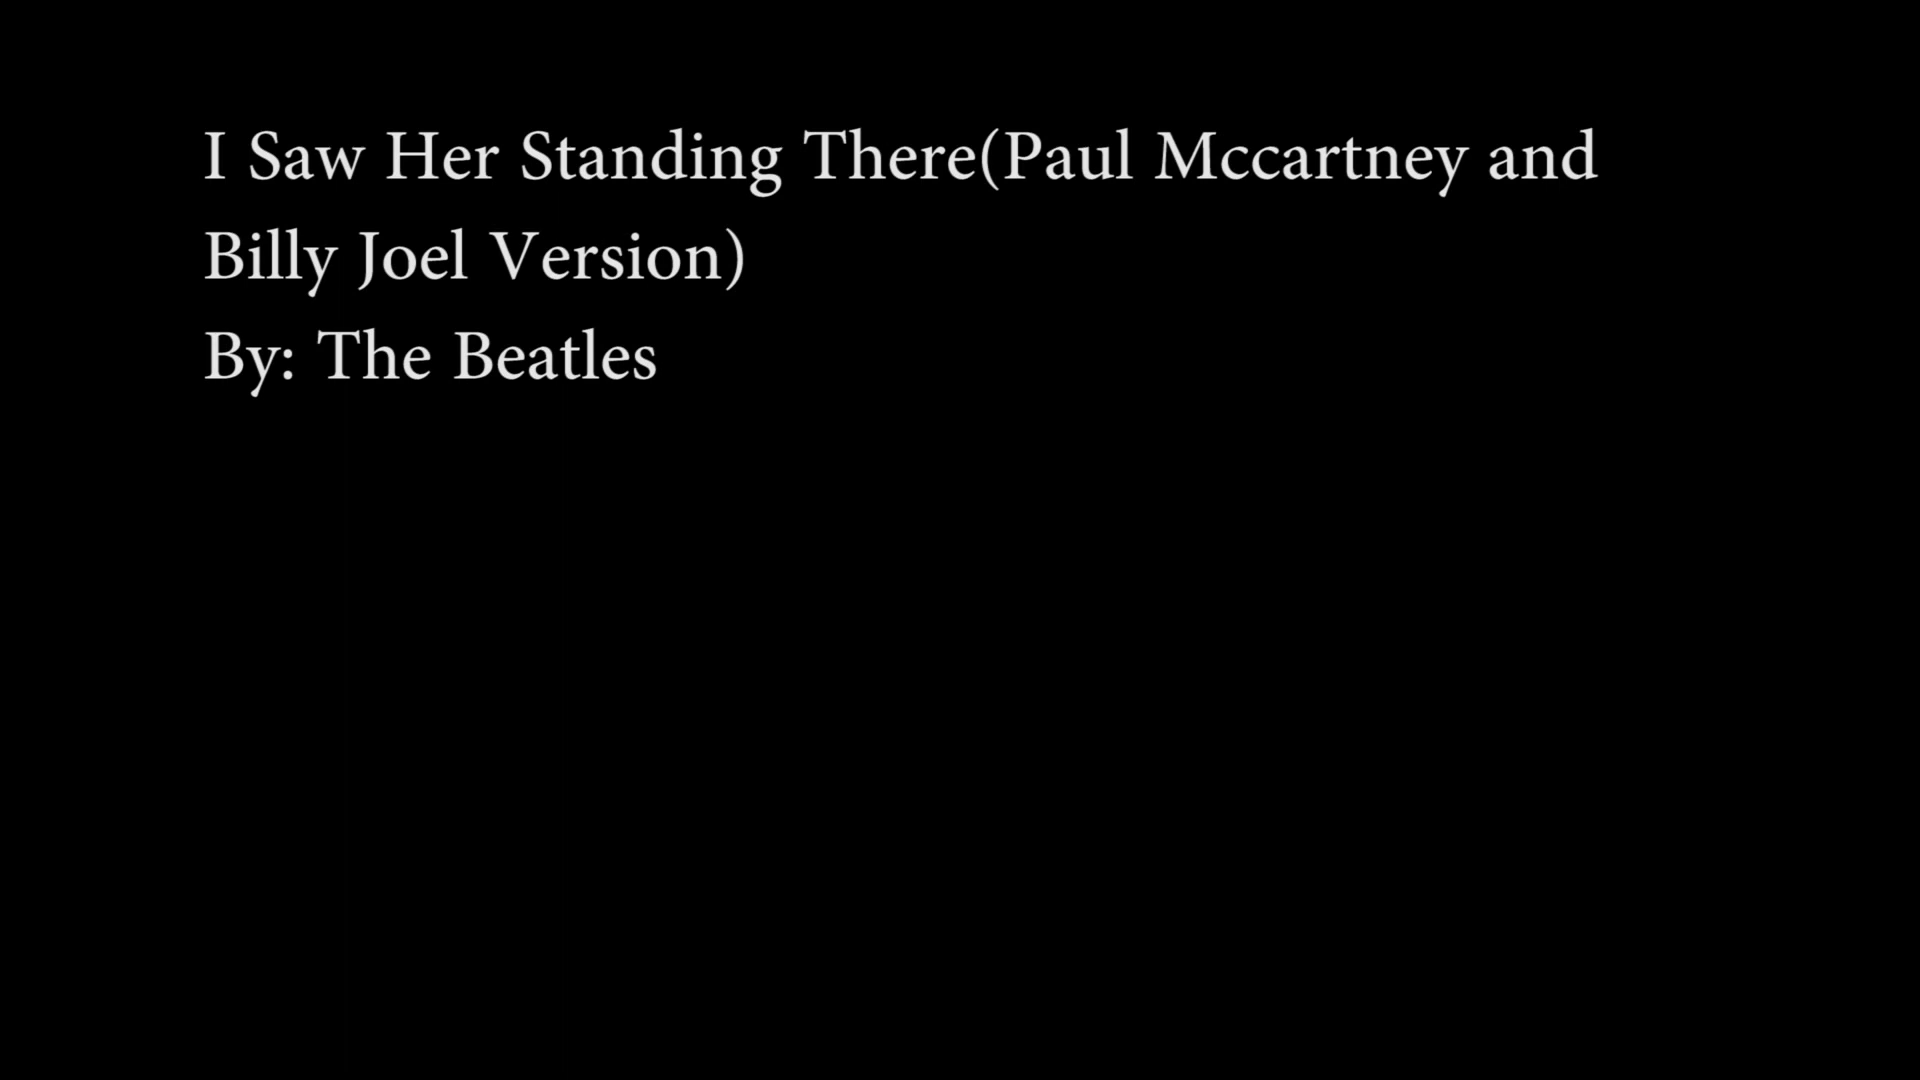 I Saw Her Standing There(Paul Mccartney and
Billy Joel Version)
By: The Beatles